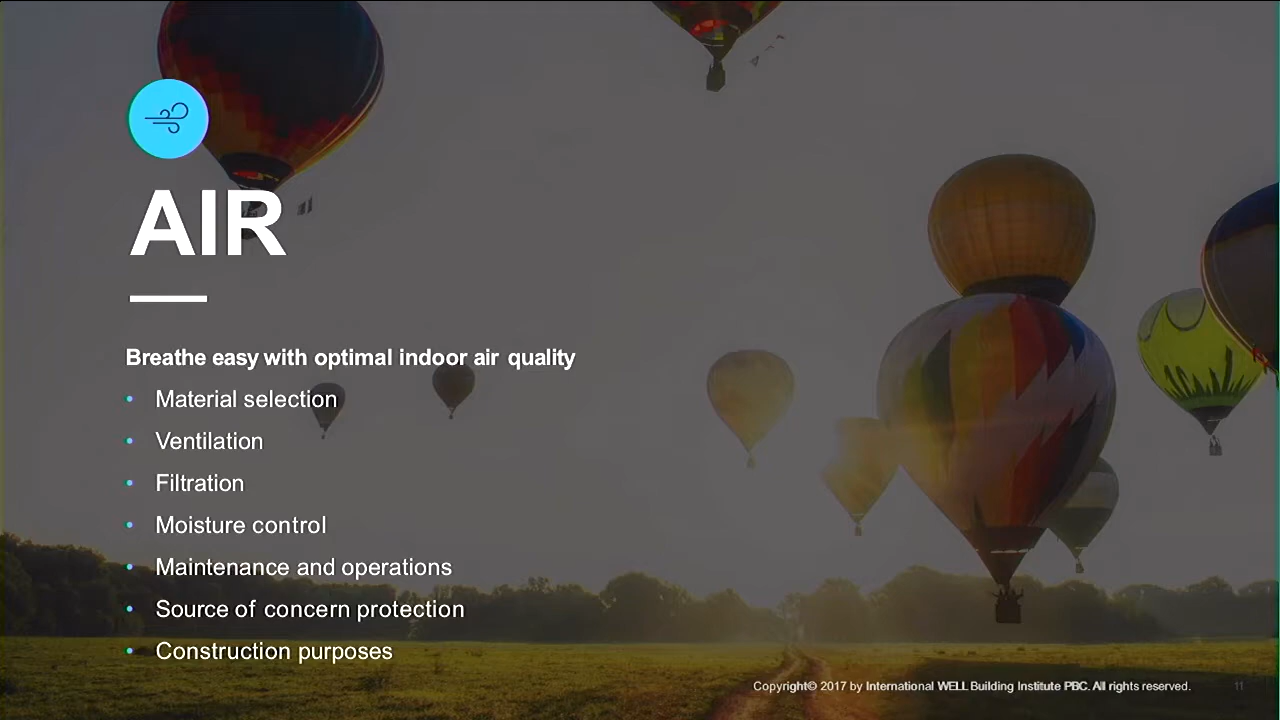 AIR
Breathe easy with optimal indoor air quality
• Material selection
• Ventilation
• Filtration
• Moisture control
• Maintenance and operations
• Source of concern protection
• Construction purposes
Copyright© 2017 by International WELL Building Institute PBC. All rights reserved. 11